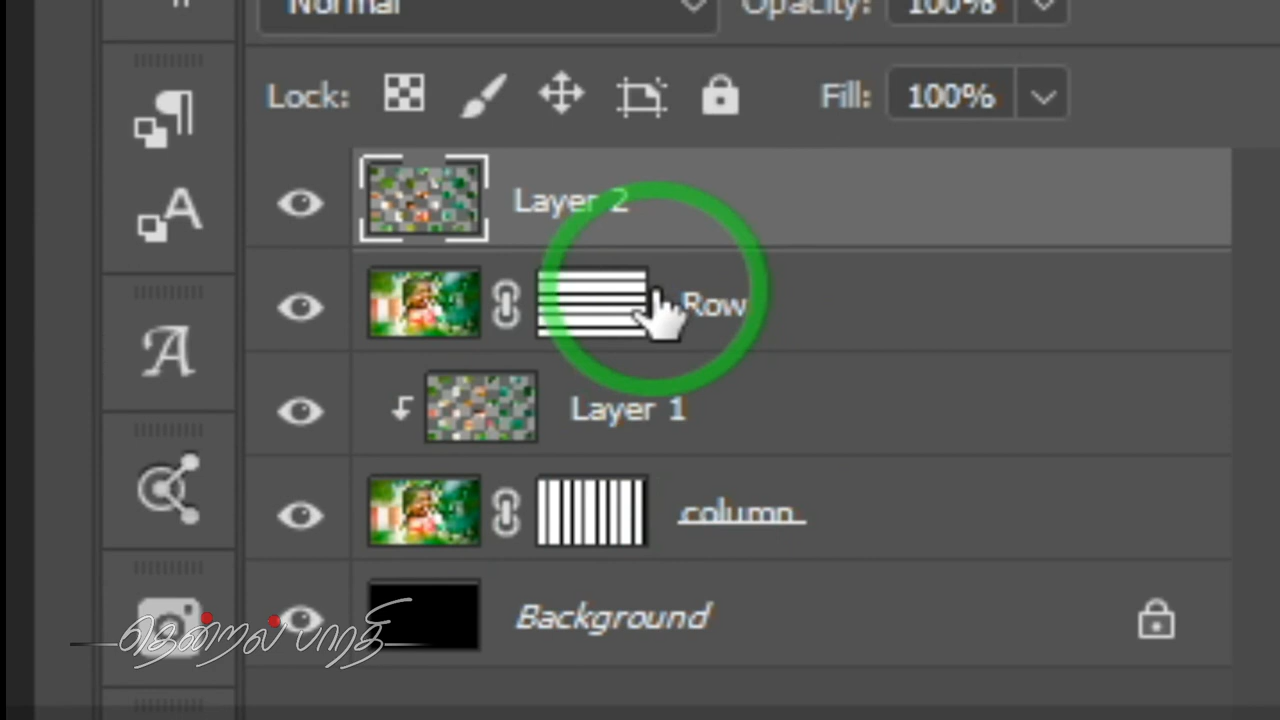 Normal Opacity: 100%
Lock: Fill: 100%
Layer 2
Row
Layer 1
column
Background
தென்றல் பாரதி